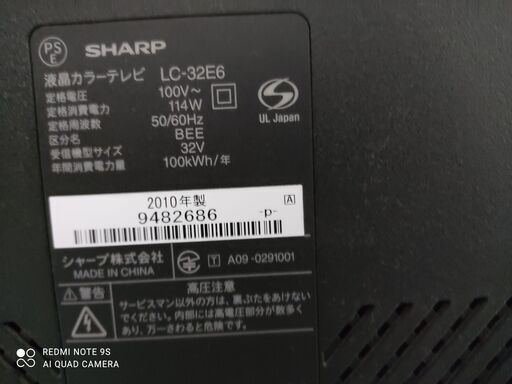 PS
E
SHARP
液晶カラーテレビ LC-32E6
定格電圧 100V～
定格消費電力 114W
定格周波数 50/60Hz
区分名 BEE
受信機型サイズ 32V
年間消費電力量 100kWh/年
UL Japan
2010年製
A
9482686 -p-
シャープ株式会社
MADE IN CHINA
T A09-0291001
警告
高圧注意
サービスマン以外の方は、裏ぶたをあけない
でください。内部には高電圧部分が数多く
あり、万一さわると危険です。
REDMI NOTE 9S
AI QUAD CAMERA